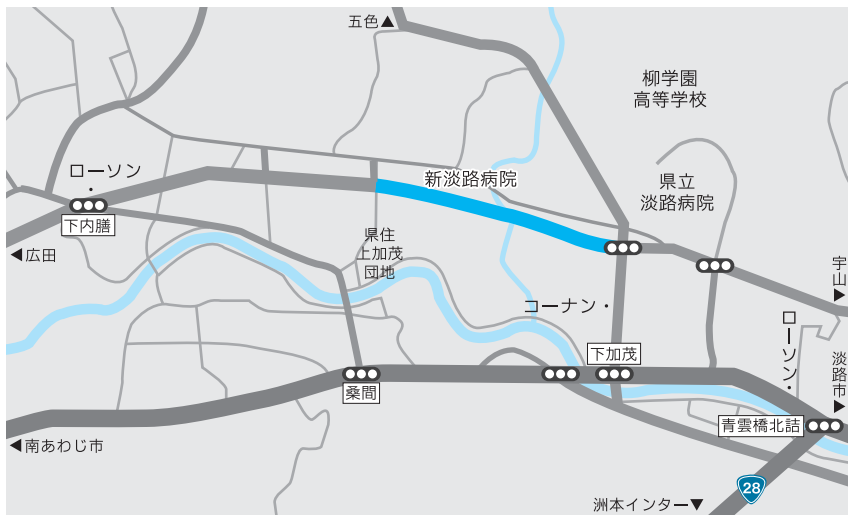 五色▲
柳学園
高等学校
ローソン
・
新淡路病院
県立
淡路病院
下内膳
◀広田
県住
上加茂
団地
宇山▶
コーナン・
ローソン・
下加茂
淡路市▶
桑間
青雲橋北詰
◀南あわじ市
28
洲本インター▼